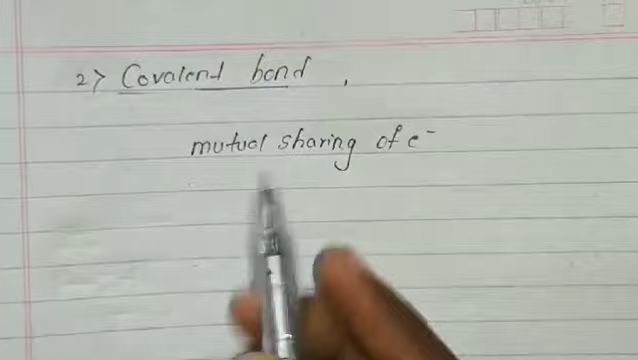 2> Covalent bond.
mutual sharing of e⁻